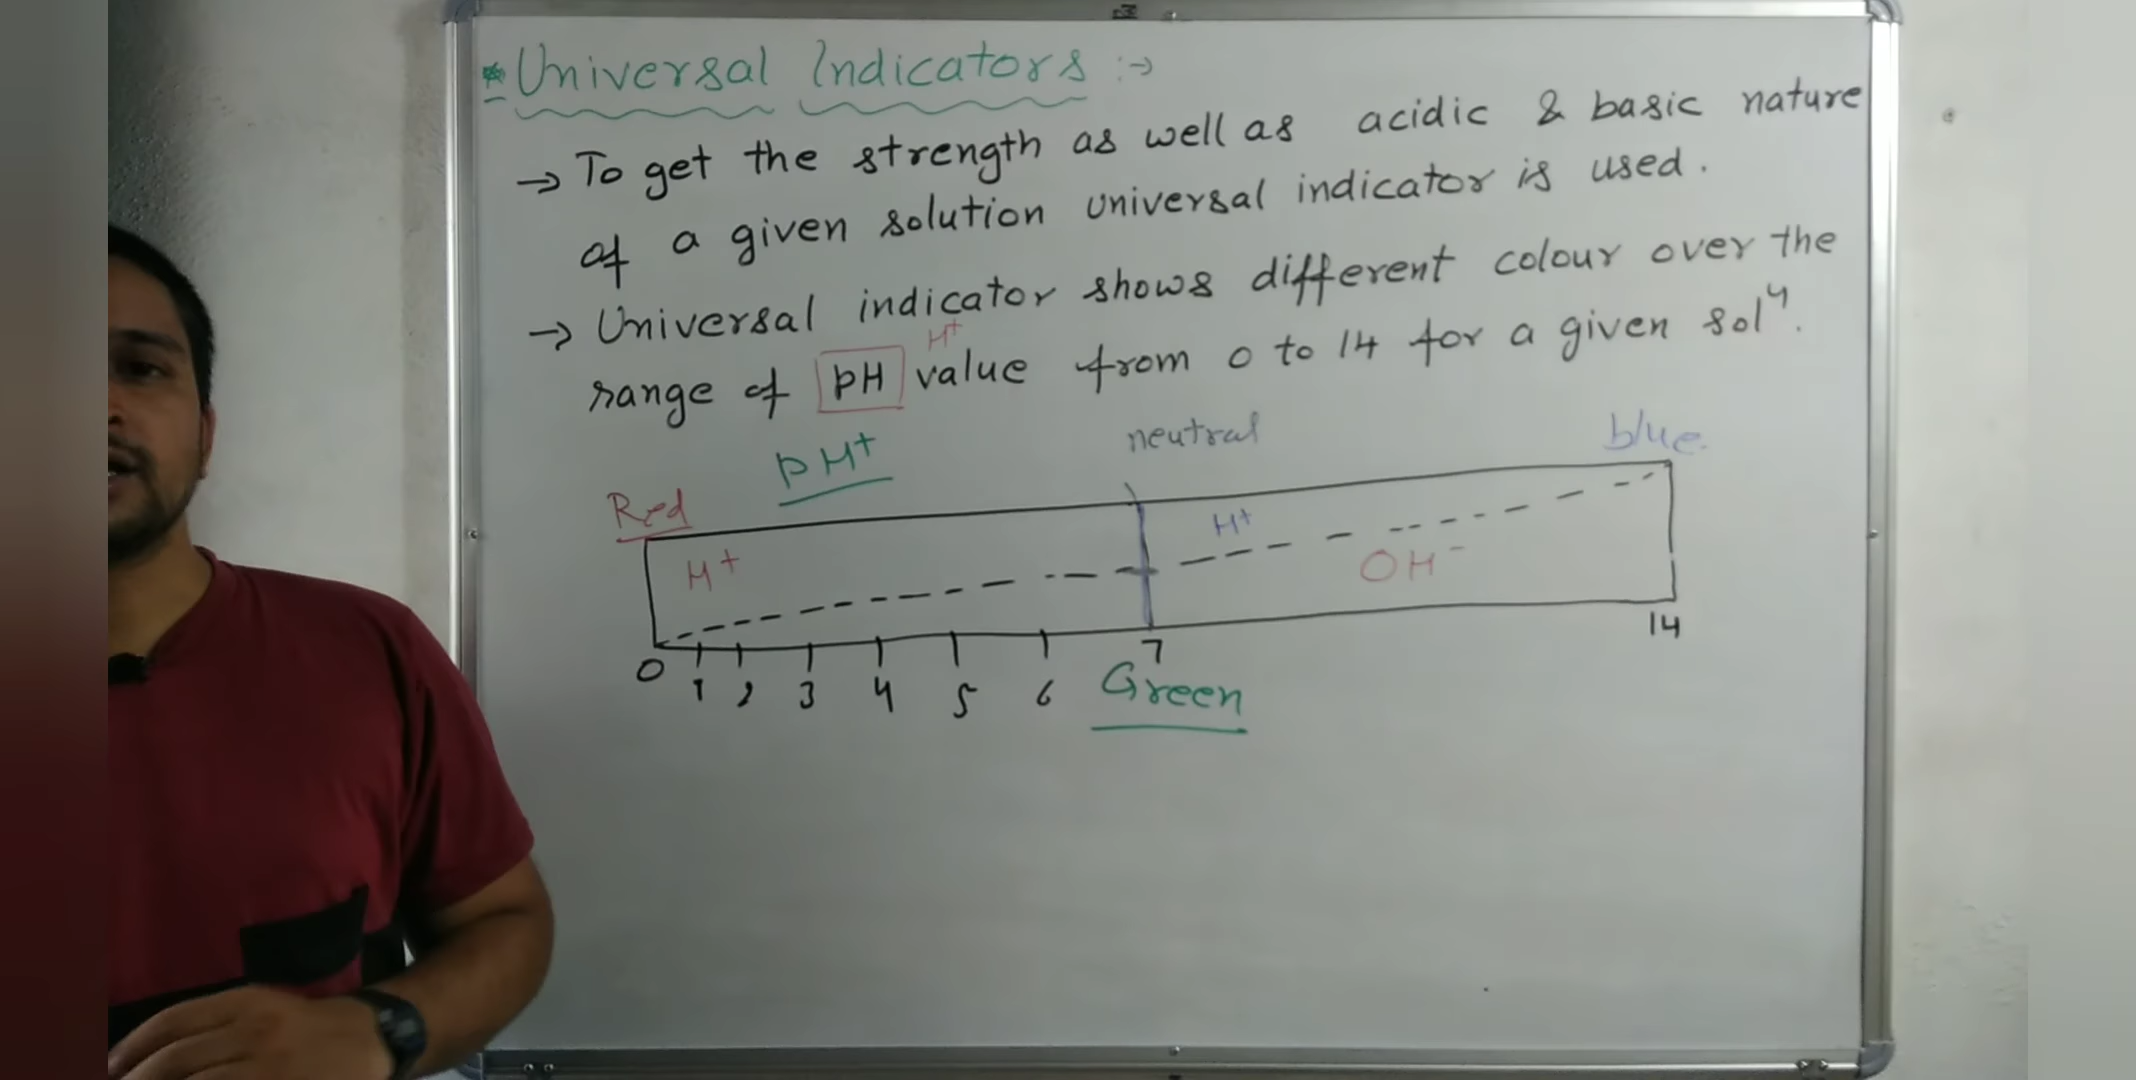 * Universal Indicators :→
→ To get the strength as well as acidic & basic nature
of a given solution universal indicator is used.
→ Universal indicator shows different colour over the
H⁺
range of pH value from 0 to 14 for a given solⁿ.
pH⁺
neutral
blue
Red
H⁺
H⁺
OH⁻
0 1 2 3 4 5 6 7 14
Green